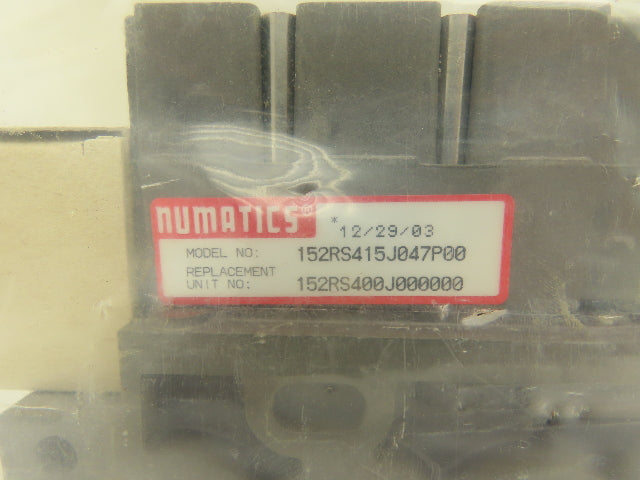 NUMATICS
*
12/29/03
MODEL NO: 152RS415J047P00
REPLACEMENT
UNIT NO: 152RS400J000000